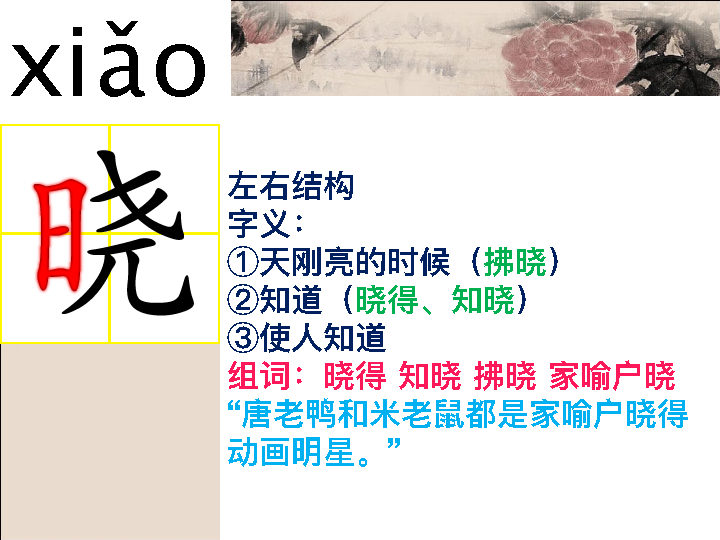 xiǎo
晓
左右结构
字义：
①天刚亮的时候（拂晓）
②知道（晓得、知晓）
③使人知道
组词：晓得 知晓 拂晓 家喻户晓
“唐老鸭和米老鼠都是家喻户晓得
动画明星。”